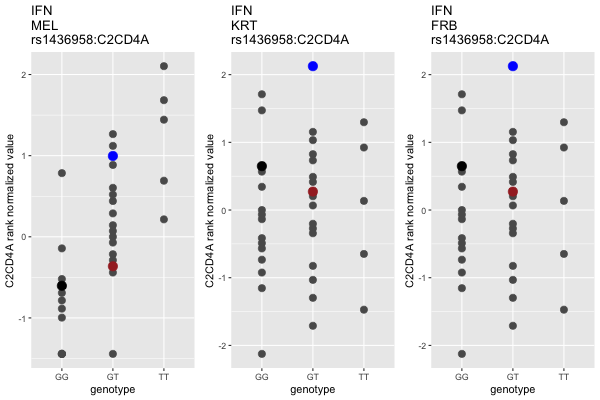 IFN
MEL
rs1436958:C2CD4A
IFN
KRT
rs1436958:C2CD4A
IFN
FRB
rs1436958:C2CD4A
C2CD4A rank normalized value
2
1
0
-1
GG GT TT
genotype
C2CD4A rank normalized value
2
1
0
-1
-2
GG GT TT
genotype
C2CD4A rank normalized value
2
1
0
-1
-2
GG GT TT
genotype